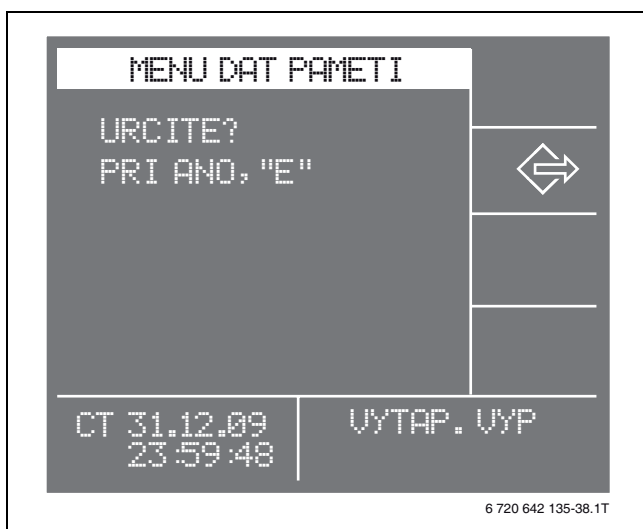 MENU DAT PAMETI
URCITE?
PRI ANO, "E"
CT 31.12.09
23:59:48
VYTAP. VYP
6 720 642 135-38.1T